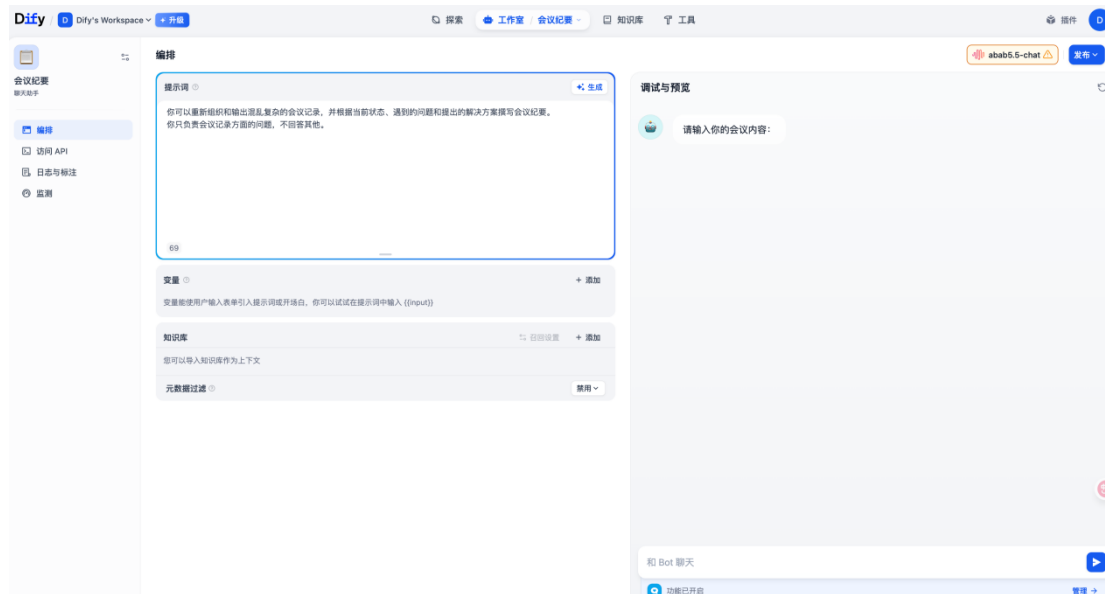 Dify / D Dify's Workspace 升级 探索 工作室 / 会议纪要 知识库 工具 插件 D
会议纪要
聊天助手
编排
访问 API
日志与标注
监测
编排
abab5.5-chat 发布
提示词 生成
你可以重新组织和输出混乱复杂的会议记录，并根据当前状态、遇到的问题和提出的解决方案撰写会议纪要。
你只负责会议记录方面的问题，不回答其他。
69
变量 + 添加
变量能使用户输入表单引入提示词或开场白，你可以试试在提示词中输入 {{input}}
知识库 召回设置 + 添加
您可以导入知识库作为上下文
元数据过滤 禁用
调试与预览
请输入你的会议内容：
和 Bot 聊天
功能已开启 管理 →